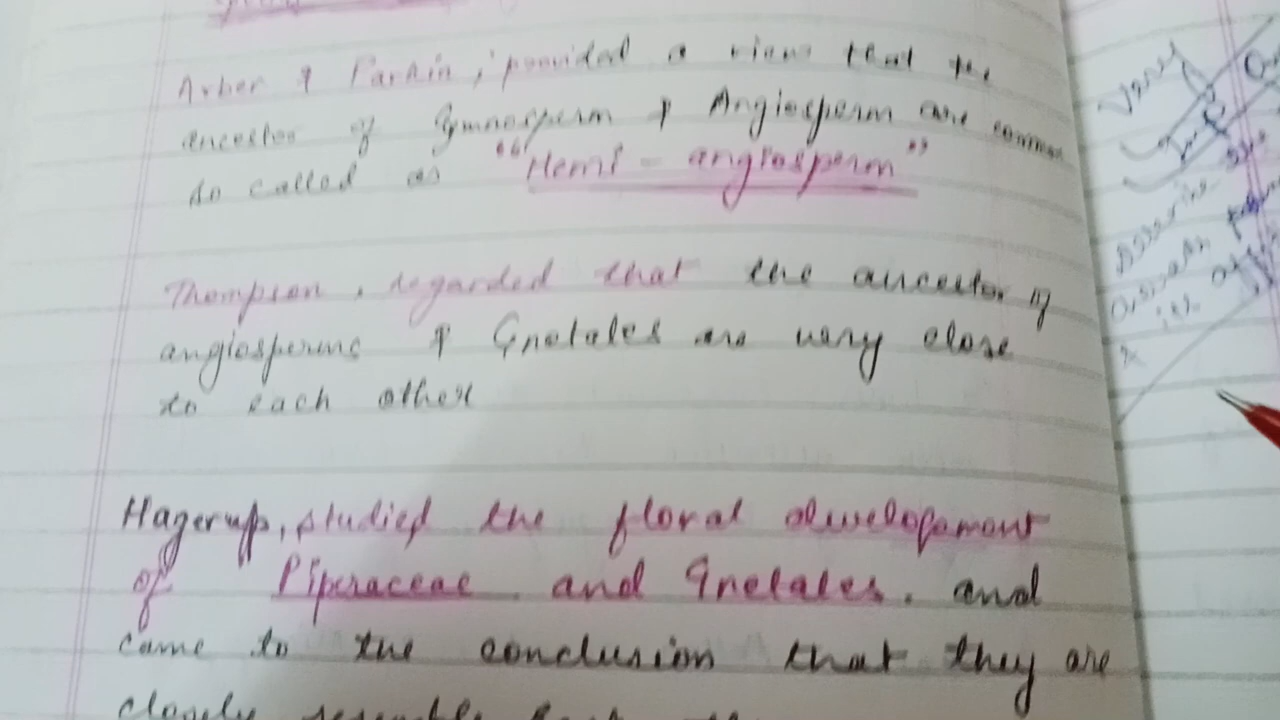 Arber & Parkin, provided a view that the
ancestor of Gymnosperm & Angiosperm are common
so called as "Hemi - angiosperm"
Thompson, regarded that the ancestor of
angiosperms & Gnetales are very close
to each other
Hagerup, studied the floral development
of Piperaceae and Gnetales. and
came to the conclusion that they are
closely resemble